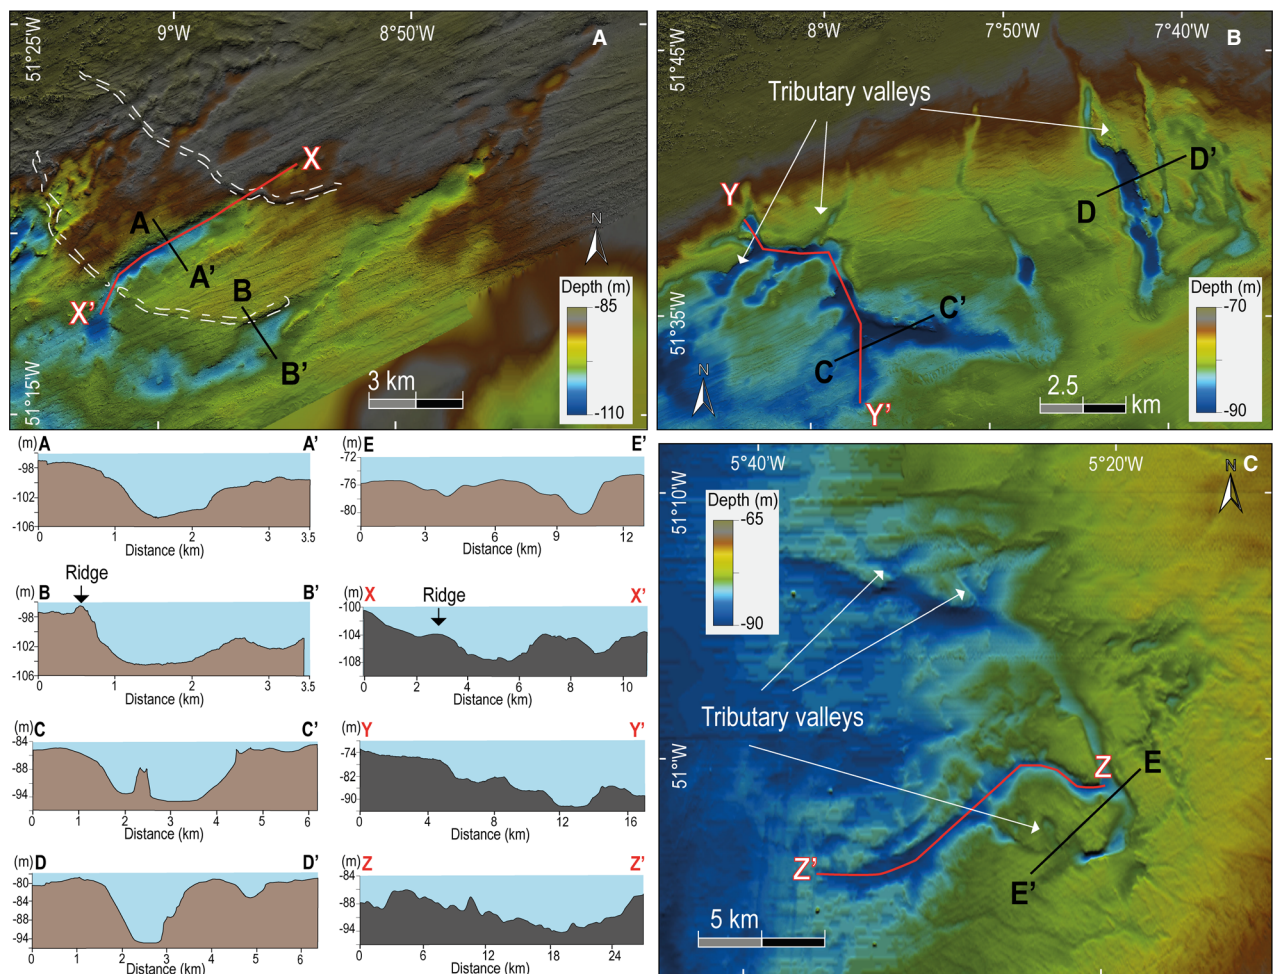 9°W
8°50'W
A
51°25'W
X
A
A'
B
X'
B'
N
Depth (m)
-85
-110
3 km
51°15'W
8°W
7°50'W
7°40'W
B
51°45'W
Tributary valleys
Y
D'
D
C'
C
51°35'W
Y'
N
2.5
km
Depth (m)
-70
-90
(m) A A'
-98
-102
-106
0 1 2 3 3.5
Distance (km)
(m) E E'
-72
-76
-80
0 3 6 9 12
Distance (km)
Ridge
(m) B B'
-98
-102
-106
0 1 2 3 3.5
Distance (km)
(m) X X'
Ridge
-100
-104
-108
0 2 4 6 8 10
Distance (km)
(m) C C'
-84
-88
-94
0 1 2 3 4 5 6
Distance (km)
(m) Y Y'
-74
-82
-90
0 4 8 12 16
Distance (km)
(m) D D'
-80
-84
-88
-94
0 1 2 3 4 5 6
Distance (km)
(m) Z Z'
-84
-88
-94
0 6 12 18 24
Distance (km)
5°40'W
5°20'W
N
C
51°10'W
Depth (m)
-65
-90
Tributary valleys
51°W
Z
E
Z'
E'
5 km